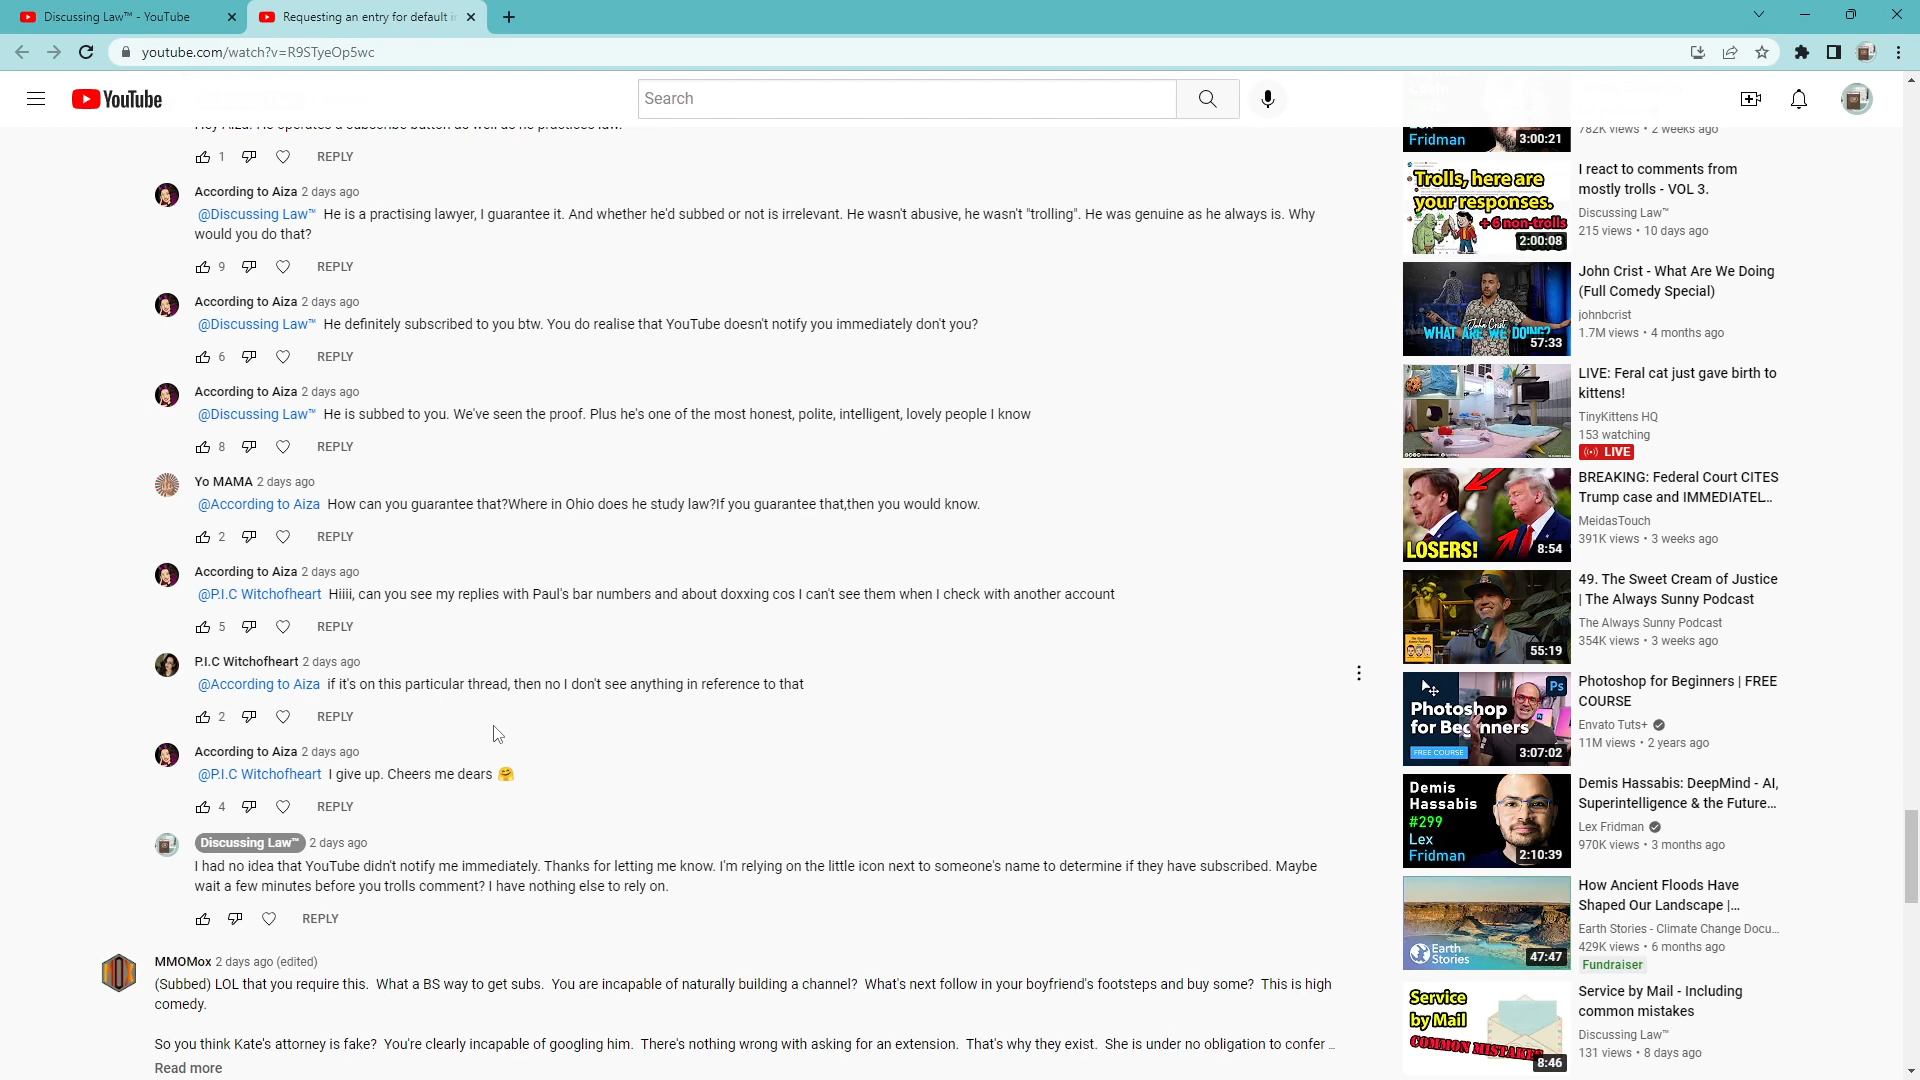 Discussing Law™ - YouTube
Requesting an entry for default i
youtube.com/watch?v=R9STyeOp5wc
YouTube
Search
1 REPLY
According to Aiza 2 days ago
@Discussing Law™ He is a practising lawyer, I guarantee it. And whether he'd subbed or not is irrelevant. He wasn't abusive, he wasn't "trolling". He was genuine as he always is. Why
would you do that?
9 REPLY
According to Aiza 2 days ago
@Discussing Law™ He definitely subscribed to you btw. You do realise that YouTube doesn't notify you immediately don't you?
6 REPLY
According to Aiza 2 days ago
@Discussing Law™ He is subbed to you. We've seen the proof. Plus he's one of the most honest, polite, intelligent, lovely people I know
8 REPLY
Yo MAMA 2 days ago
@According to Aiza How can you guarantee that?Where in Ohio does he study law?If you guarantee that,then you would know.
2 REPLY
According to Aiza 2 days ago
@P.I.C Witchofheart Hiiii, can you see my replies with Paul's bar numbers and about doxxing cos I can't see them when I check with another account
5 REPLY
P.I.C Witchofheart 2 days ago
@According to Aiza if it's on this particular thread, then no I don't see anything in reference to that
2 REPLY
According to Aiza 2 days ago
@P.I.C Witchofheart I give up. Cheers me dears 🤗
4 REPLY
Discussing Law™ 2 days ago
I had no idea that YouTube didn't notify me immediately. Thanks for letting me know. I'm relying on the little icon next to someone's name to determine if they have subscribed. Maybe
wait a few minutes before you trolls comment? I have nothing else to rely on.
REPLY
MMOMox 2 days ago (edited)
(Subbed) LOL that you require this. What a BS way to get subs. You are incapable of naturally building a channel? What's next follow in your boyfriend's footsteps and buy some? This is high
comedy.
So you think Kate's attorney is fake? You're clearly incapable of googling him. There's nothing wrong with asking for an extension. That's why they exist. She is under no obligation to confer ...
Read more
Fridman
3:00:21
782K views • 2 weeks ago
Trolls, here are
your responses.
+ 6 non-trolls
2:00:08
I react to comments from
mostly trolls - VOL 3.
Discussing Law™
215 views • 10 days ago
John Crist
WHAT ARE WE DOING?
57:33
John Crist - What Are We Doing
(Full Comedy Special)
johnbcrist
1.7M views • 4 months ago
LIVE: Feral cat just gave birth to
kittens!
TinyKittens HQ
153 watching
LIVE
LOSERS!
8:54
BREAKING: Federal Court CITES
Trump case and IMMEDIATEL...
MeidasTouch
391K views • 3 weeks ago
55:19
49. The Sweet Cream of Justice
| The Always Sunny Podcast
The Always Sunny Podcast
354K views • 3 weeks ago
Ps
Photoshop
for Beginners
FREE COURSE
3:07:02
Photoshop for Beginners | FREE
COURSE
Envato Tuts+
11M views • 2 years ago
Demis
Hassabis
#299
Lex
Fridman
2:10:39
Demis Hassabis: DeepMind - AI,
Superintelligence & the Future...
Lex Fridman
970K views • 3 months ago
Earth
Stories
47:47
How Ancient Floods Have
Shaped Our Landscape |...
Earth Stories - Climate Change Docu...
429K views • 6 months ago
Fundraiser
Service
by Mail
COMMON MISTAKES
8:46
Service by Mail - Including
common mistakes
Discussing Law™
131 views • 8 days ago